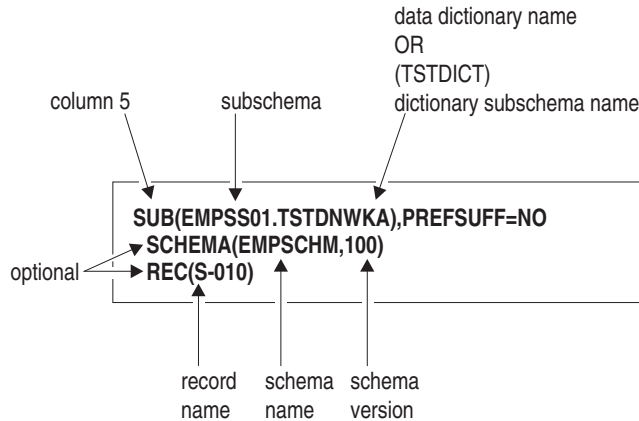 data dictionary name
OR
(TSTDICT)
dictionary subschema name
column 5
subschema
SUB(EMPSS01.TSTDNWKA),PREFSUFF=NO
SCHEMA(EMPSCHM,100)
REC(S-010)
optional
record
name
schema
name
schema
version